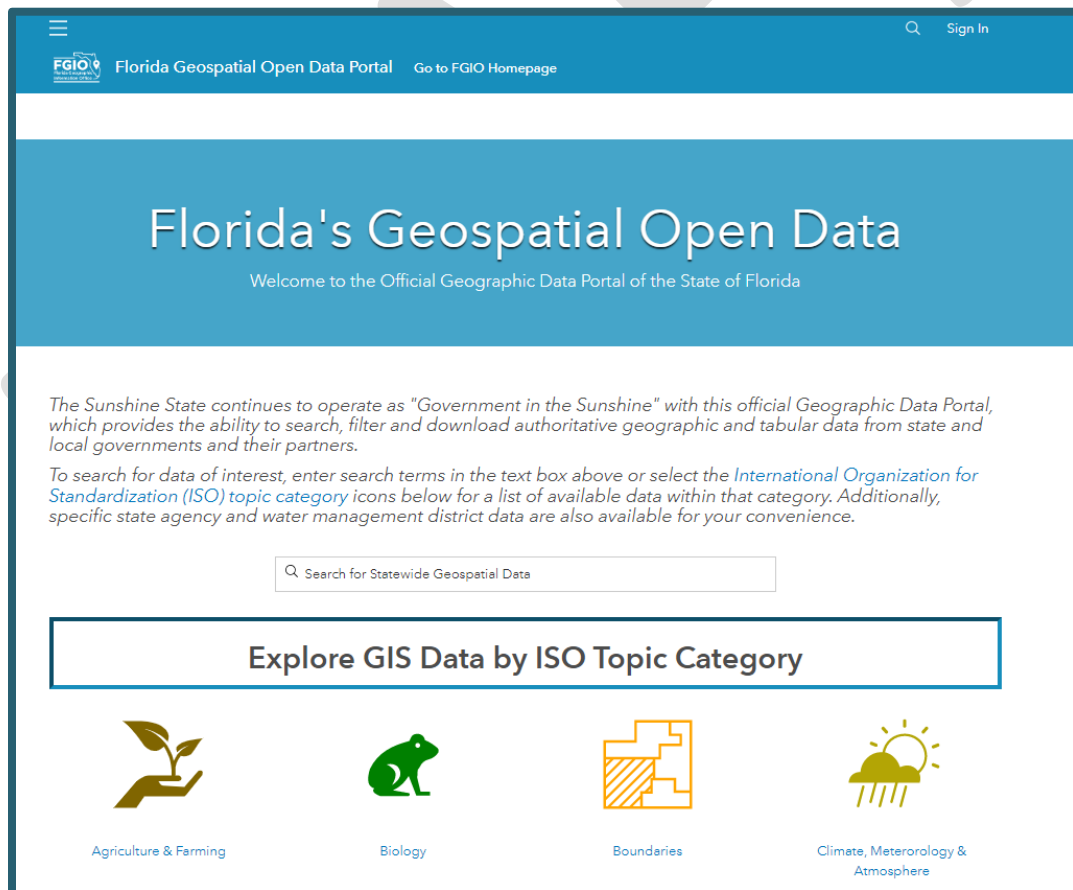 Sign In
FGIO
Florida Geospatial Open Data Portal Go to FGIO Homepage
Florida's Geospatial Open Data
Welcome to the Official Geographic Data Portal of the State of Florida
The Sunshine State continues to operate as "Government in the Sunshine" with this official Geographic Data Portal,
which provides the ability to search, filter and download authoritative geographic and tabular data from state and
local governments and their partners.
To search for data of interest, enter search terms in the text box above or select the International Organization for
Standardization (ISO) topic category icons below for a list of available data within that category. Additionally,
specific state agency and water management district data are also available for your convenience.
Search for Statewide Geospatial Data
Explore GIS Data by ISO Topic Category
Agriculture & Farming
Biology
Boundaries
Climate, Meterorology &
Atmosphere